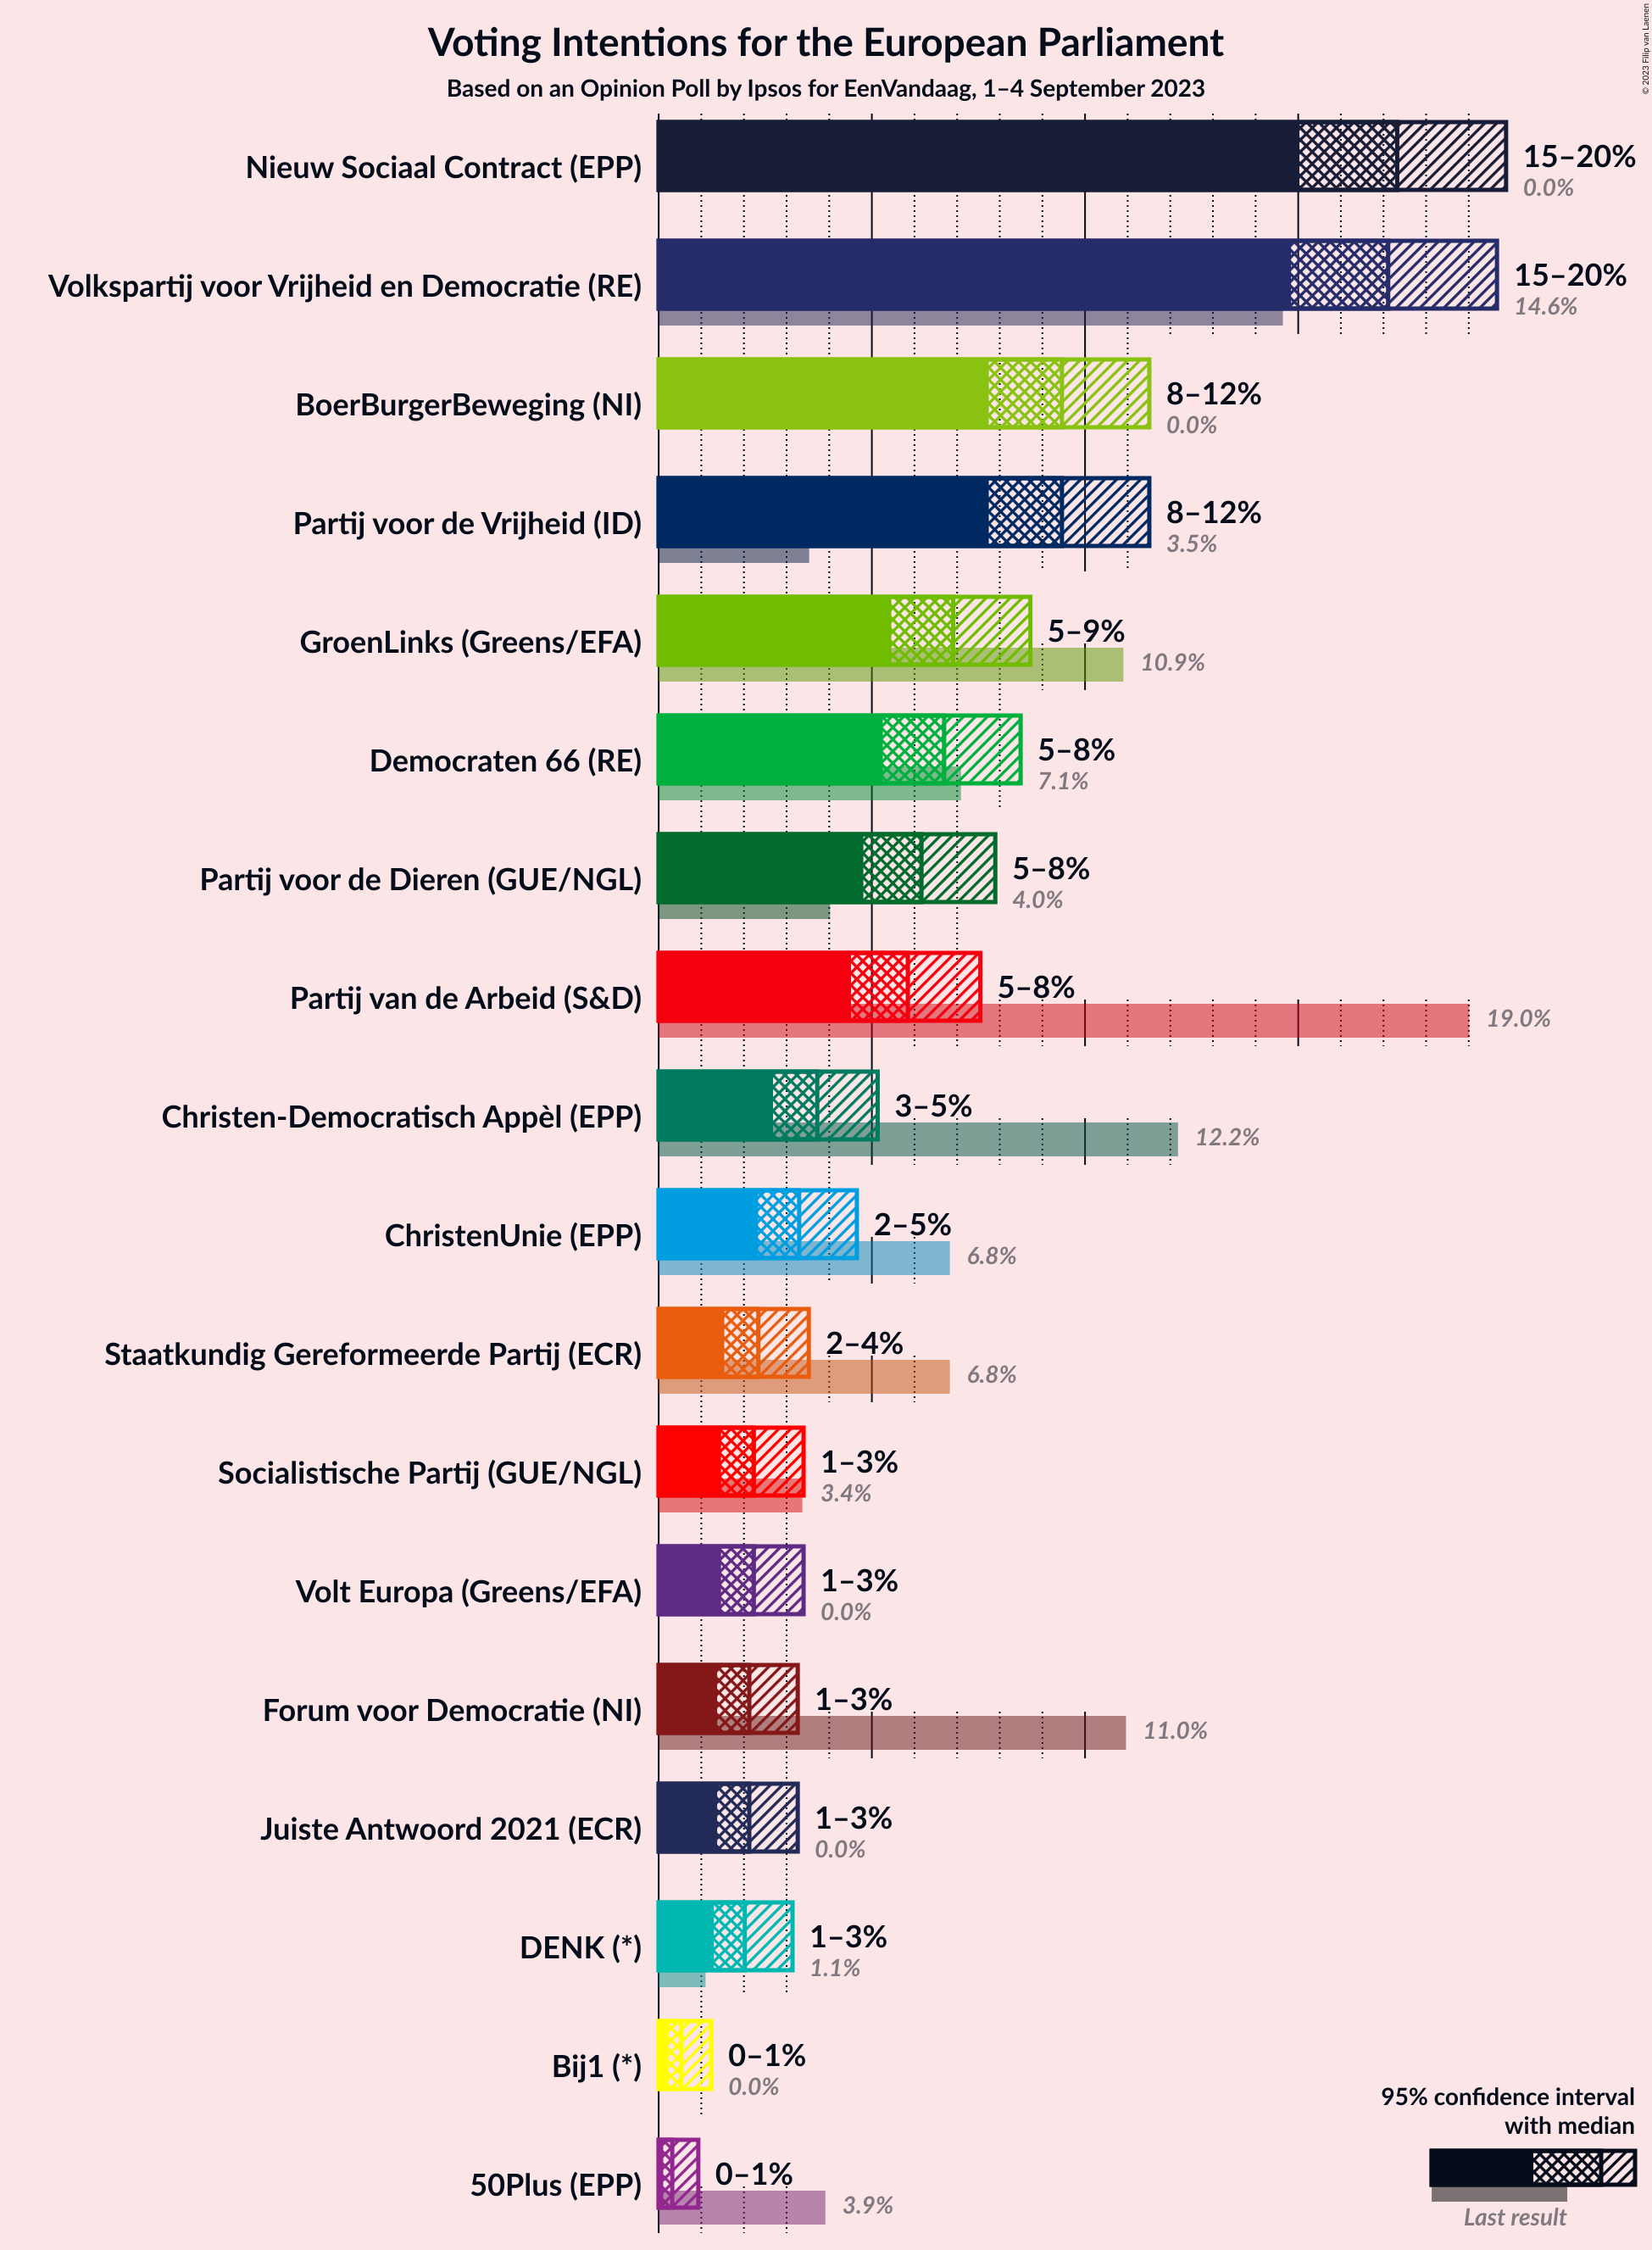 © 2023 Filip van Laenen
Voting Intentions for the European Parliament
Based on an Opinion Poll by Ipsos for EenVandaag, 1–4 September 2023
Nieuw Sociaal Contract (EPP)
15–20%
0.0%
Volkspartij voor Vrijheid en Democratie (RE)
15–20%
14.6%
BoerBurgerBeweging (NI)
8–12%
0.0%
Partij voor de Vrijheid (ID)
8–12%
3.5%
GroenLinks (Greens/EFA)
5–9%
10.9%
Democraten 66 (RE)
5–8%
7.1%
Partij voor de Dieren (GUE/NGL)
5–8%
4.0%
Partij van de Arbeid (S&D)
5–8%
19.0%
Christen-Democratisch Appèl (EPP)
3–5%
12.2%
ChristenUnie (EPP)
2–5%
6.8%
Staatkundig Gereformeerde Partij (ECR)
2–4%
6.8%
Socialistische Partij (GUE/NGL)
1–3%
3.4%
Volt Europa (Greens/EFA)
1–3%
0.0%
Forum voor Democratie (NI)
1–3%
11.0%
Juiste Antwoord 2021 (ECR)
1–3%
0.0%
DENK (*)
1–3%
1.1%
Bij1 (*)
0–1%
0.0%
50Plus (EPP)
0–1%
3.9%
95% confidence interval
with median
Last result